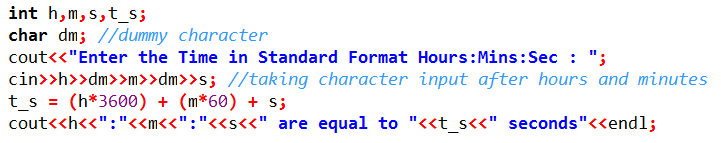 int h,m,s,t_s;
char dm; //dummy character
cout<<"Enter the Time in Standard Format Hours:Mins:Sec : ";
cin>>h>>dm>>m>>dm>>s; //taking character input after hours and minutes
t_s = (h*3600) + (m*60) + s;
cout<<h<<":"<<m<<":"<<s<<" are equal to "<<t_s<<" seconds"<<endl;